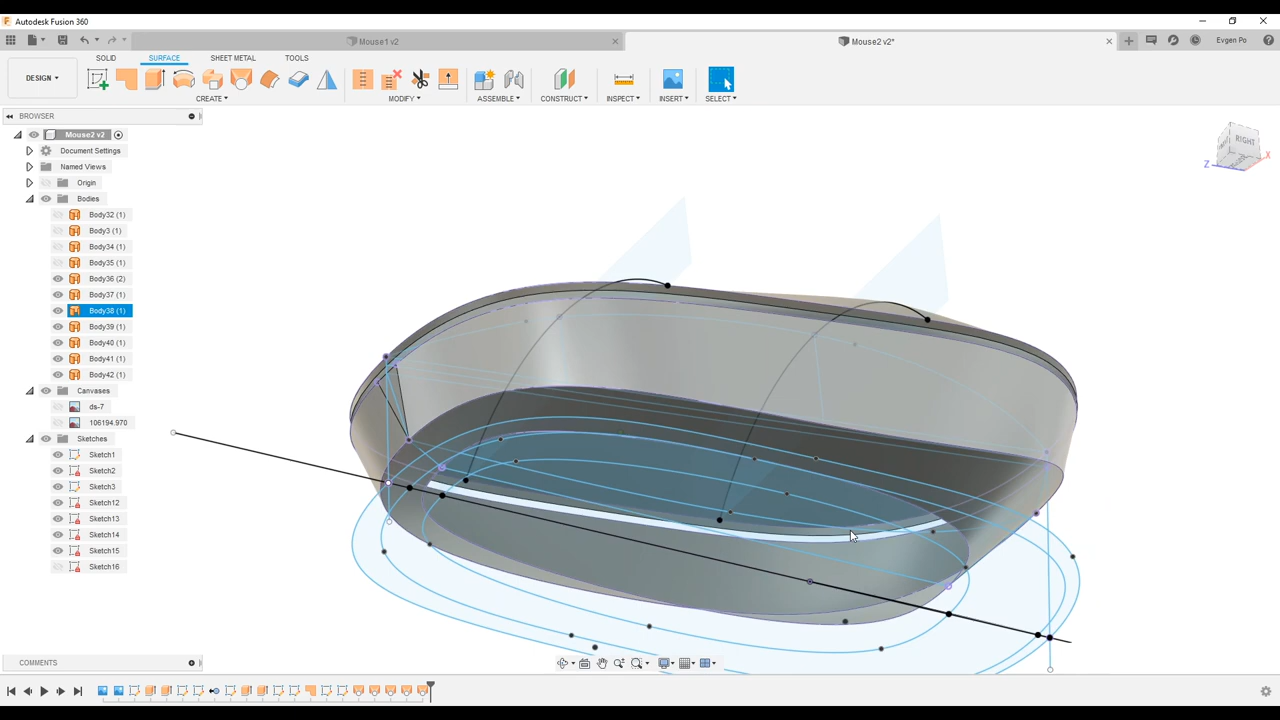 Autodesk Fusion 360
Mouse1 v2
Mouse2 v2*
Evgen Po
SOLID SURFACE SHEET METAL TOOLS
DESIGN
CREATE MODIFY ASSEMBLE CONSTRUCT INSPECT INSERT SELECT
BROWSER
Mouse2 v2
Document Settings
Named Views
Origin
Bodies
Body32 (1)
Body3 (1)
Body34 (1)
Body35 (1)
Body36 (2)
Body37 (1)
Body38 (1)
Body39 (1)
Body40 (1)
Body41 (1)
Body42 (1)
Canvases
ds-7
106194.970
Sketches
Sketch1
Sketch2
Sketch3
Sketch12
Sketch13
Sketch14
Sketch15
Sketch16
RIGHT
Z
X
COMMENTS